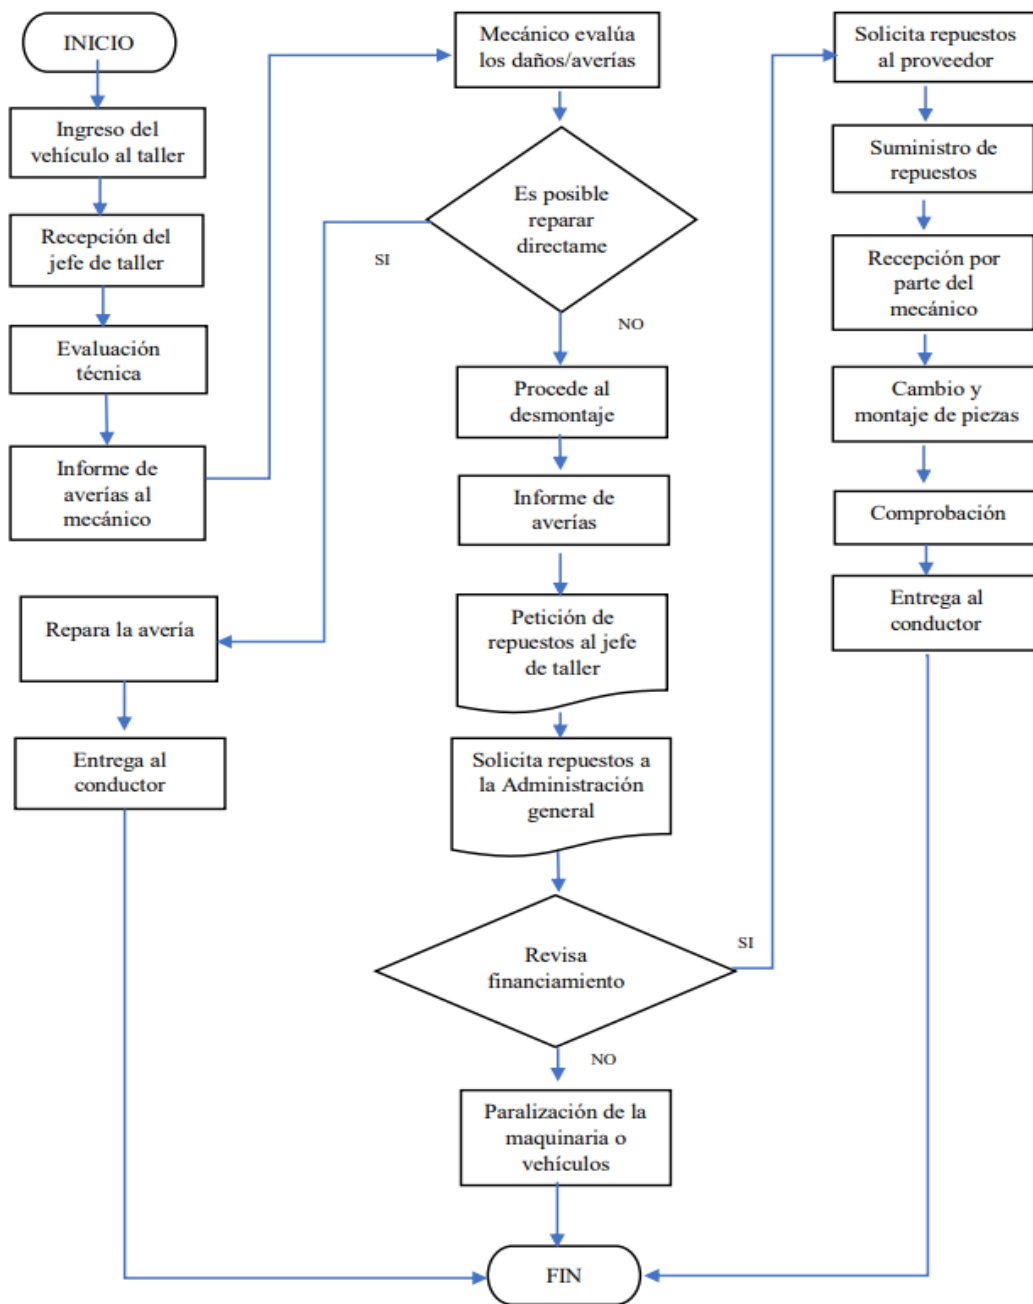 INICIO
Ingreso del
vehículo al taller
Recepción del
jefe de taller
Evaluación
técnica
Informe de
averías al
mecánico
Repara la avería
Entrega al
conductor
Mecánico evalúa
los daños/averías
Es posible
reparar
directame
SI
NO
Procede al
desmontaje
Informe de
averías
Petición de
repuestos al jefe
de taller
Solicita repuestos a
la Administración
general
Revisa
financiamiento
SI
NO
Paralización de la
maquinaria o
vehículos
FIN
Solicita repuestos
al proveedor
Suministro de
repuestos
Recepción por
parte del
mecánico
Cambio y
montaje de piezas
Comprobación
Entrega al
conductor